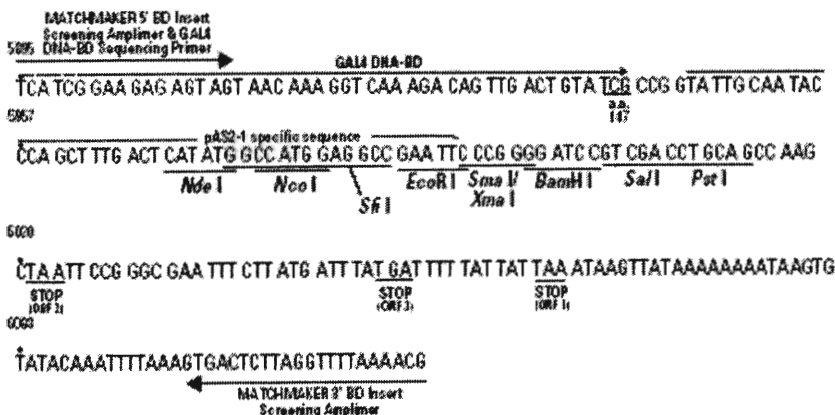 MATCHMAKER 5' BD Insert
Screening Amplimer & GAL4
DNA-BD Sequencing Primer
5895
GAL4 DNA-BD
TCA TCG GAA GAG AGT AGT AAC AAA GGT CAA AGA CAG TTG ACT GTA TCG CCG GTA TTG CAA TAC
a.a.
147
5957
pAS2-1 specific sequence
CCA GCT TTG ACT CAT ATG GCC ATG GAG GCC GAA TTC CCG GGG ATC CGT CGA CCT GCA GCC AAG
Nde I Nco I Sfi I EcoR I Sma I/ BamH I Sal I Pst I
Xma I
6020
CTAA TT CCG GGC GAA TTT CTT ATG ATT TAT GAT TTT TAT TAT TAA ATAAGTTATAAAAAAAATAAGTG
STOP STOP STOP
(ORF 2) (ORF 3) (ORF 1)
TATACAAATTTTAAAGTGACTCTTAGGTTTTAAAACG
MATCHMAKER 3' BD Insert
Screening Amplimer